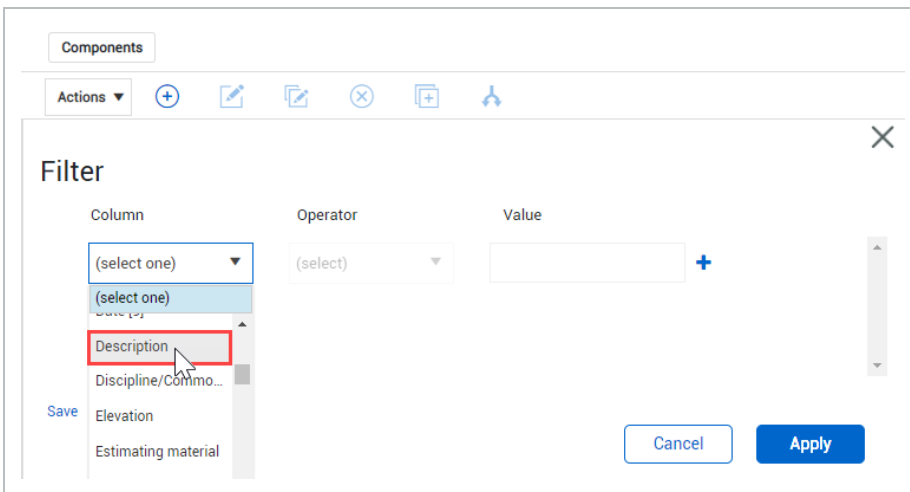 Components
Actions
Filter
Column Operator Value
(select one) (select)
(select one)
Description
Discipline/Commo...
Save
Elevation
Estimating material
Cancel Apply